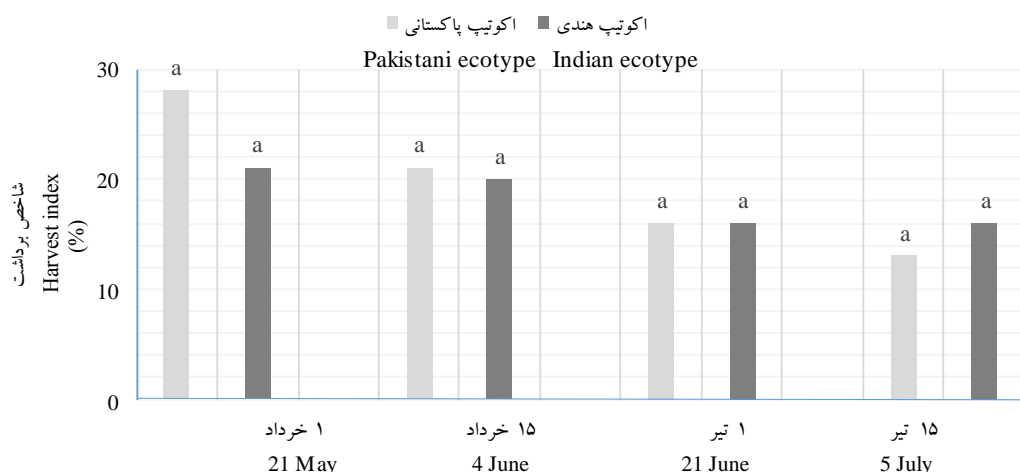 اکوتیپ پاکستانی اکوتیپ هندی
Pakistani ecotype Indian ecotype
شاخص برداشت
Harvest index
(%)
30
20
10
0
a
a
a
a
a
a
a
a
۱ خرداد
۱۵ خرداد
۱ تیر
۱۵ تیر
21 May
4 June
21 June
5 July